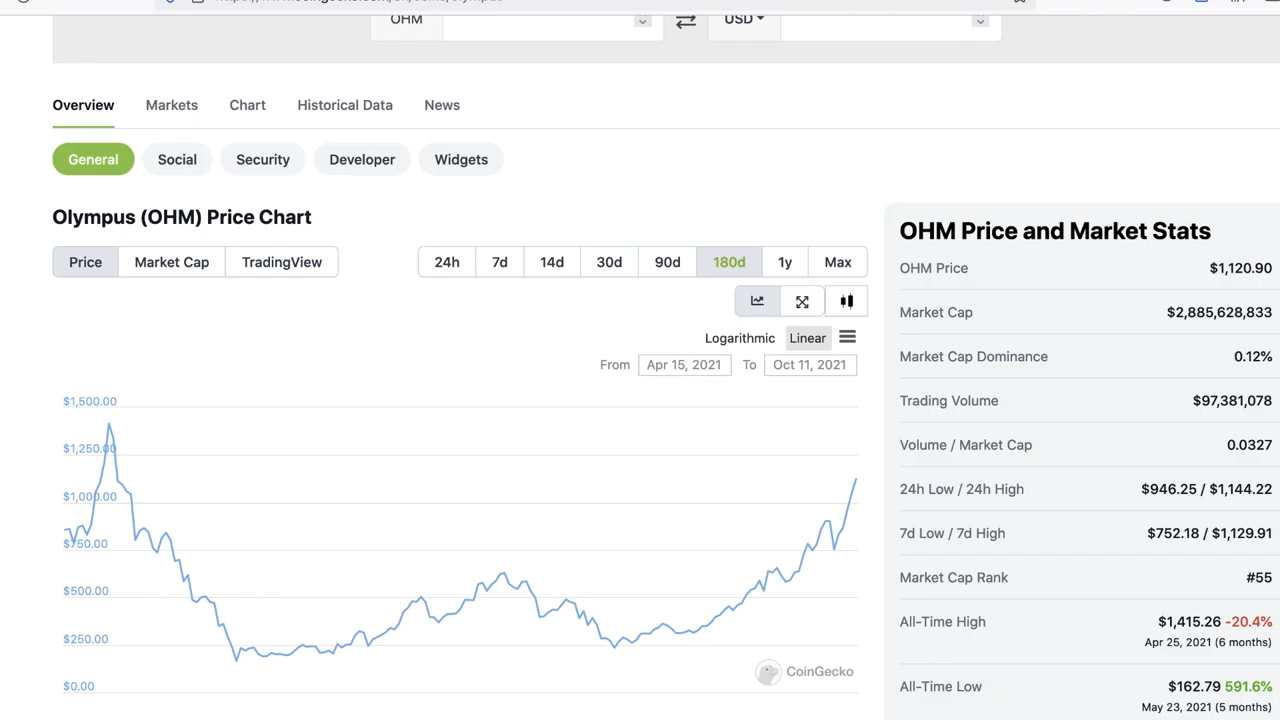 OHM USD
Overview Markets Chart Historical Data News
General Social Security Developer Widgets
Olympus (OHM) Price Chart
Price Market Cap TradingView 24h 7d 14d 30d 90d 180d 1y Max
Logarithmic Linear
From Apr 15, 2021 To Oct 11, 2021
$1,500.00
$1,250.00
$1,000.00
$750.00
$500.00
$250.00
$0.00
CoinGecko
OHM Price and Market Stats
OHM Price $1,120.90
Market Cap $2,885,628,833
Market Cap Dominance 0.12%
Trading Volume $97,381,078
Volume / Market Cap 0.0327
24h Low / 24h High $946.25 / $1,144.22
7d Low / 7d High $752.18 / $1,129.91
Market Cap Rank #55
All-Time High $1,415.26 -20.4%
Apr 25, 2021 (6 months)
All-Time Low $162.79 591.6%
May 23, 2021 (5 months)